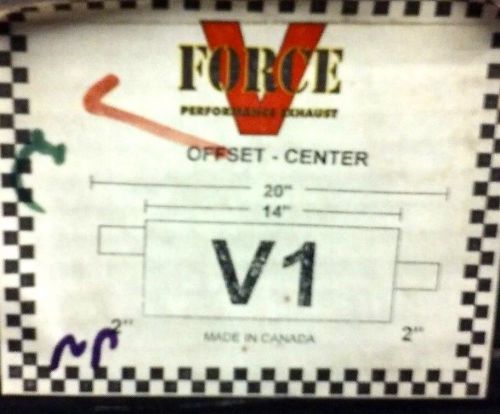 V
FORCE
PERFORMANCE EXHAUST
OFFSET - CENTER
20"
14"
V1
2"
2"
MADE IN CANADA